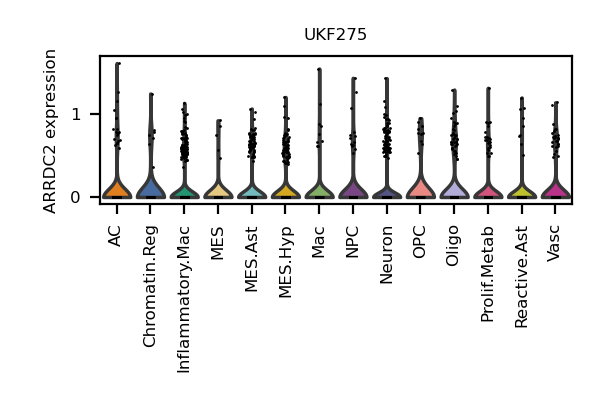 UKF275
ARRDC2 expression
1
0
AC
Chromatin.Reg
Inflammatory.Mac
MES
MES.Ast
MES.Hyp
Mac
NPC
Neuron
OPC
Oligo
Prolif.Metab
Reactive.Ast
Vasc